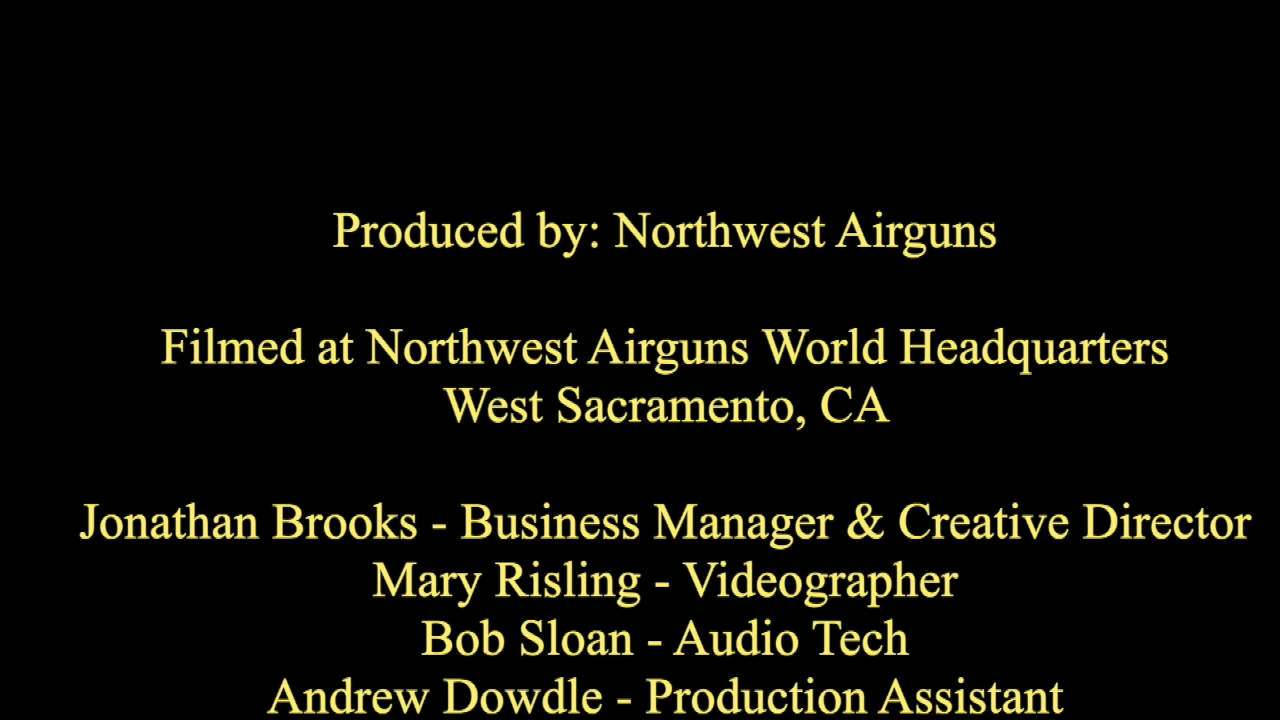 Produced by: Northwest Airguns
Filmed at Northwest Airguns World Headquarters
West Sacramento, CA
Jonathan Brooks - Business Manager & Creative Director
Mary Risling - Videographer
Bob Sloan - Audio Tech
Andrew Dowdle - Production Assistant